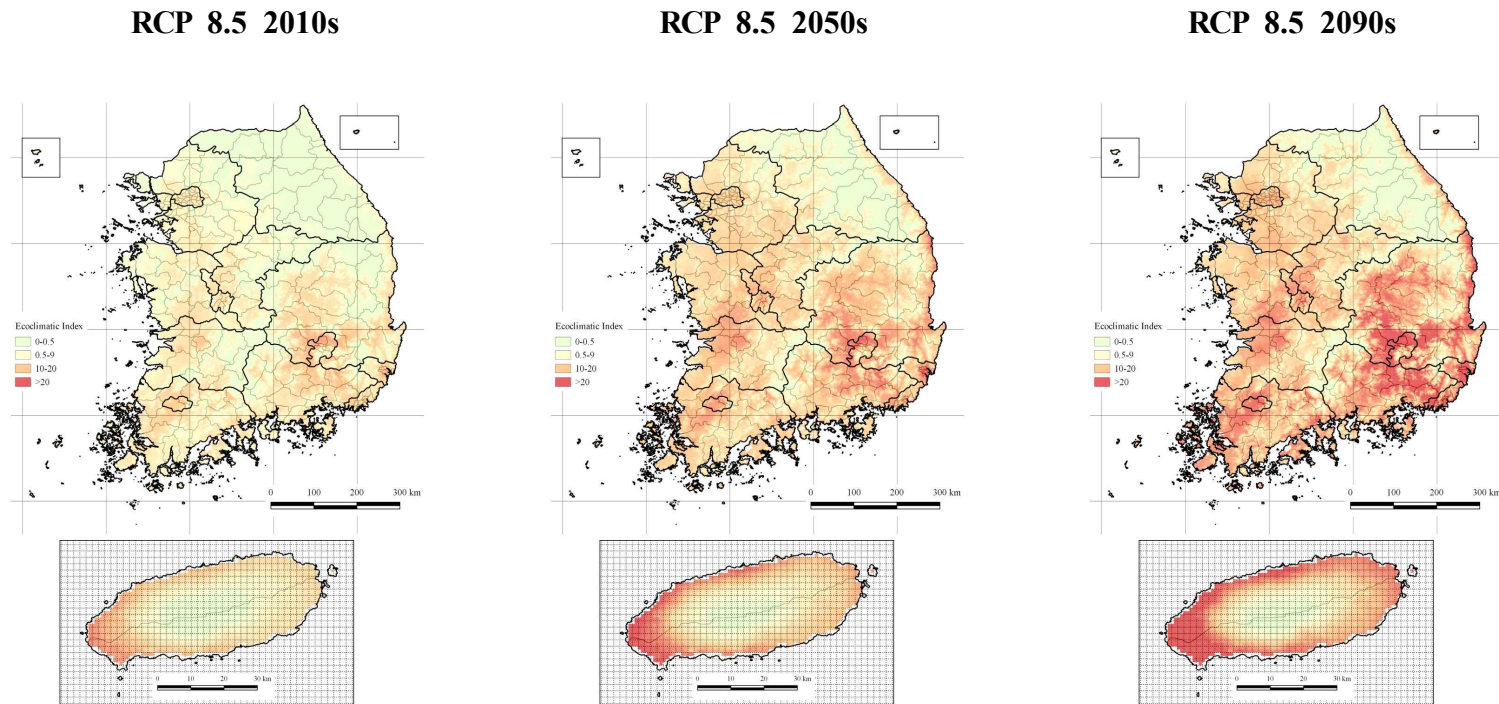 RCP 8.5 2010s
RCP 8.5 2050s
RCP 8.5 2090s
Ecoclimatic Index
0-0.5
0.5-9
10-20
>20
0 100 200 300 km
0 10 20 30 km
Ecoclimatic Index
0-0.5
0.5-9
10-20
>20
0 100 200 300 km
0 10 20 30 km
Ecoclimatic Index
0-0.5
0.5-9
10-20
>20
0 100 200 300 km
0 10 20 30 km